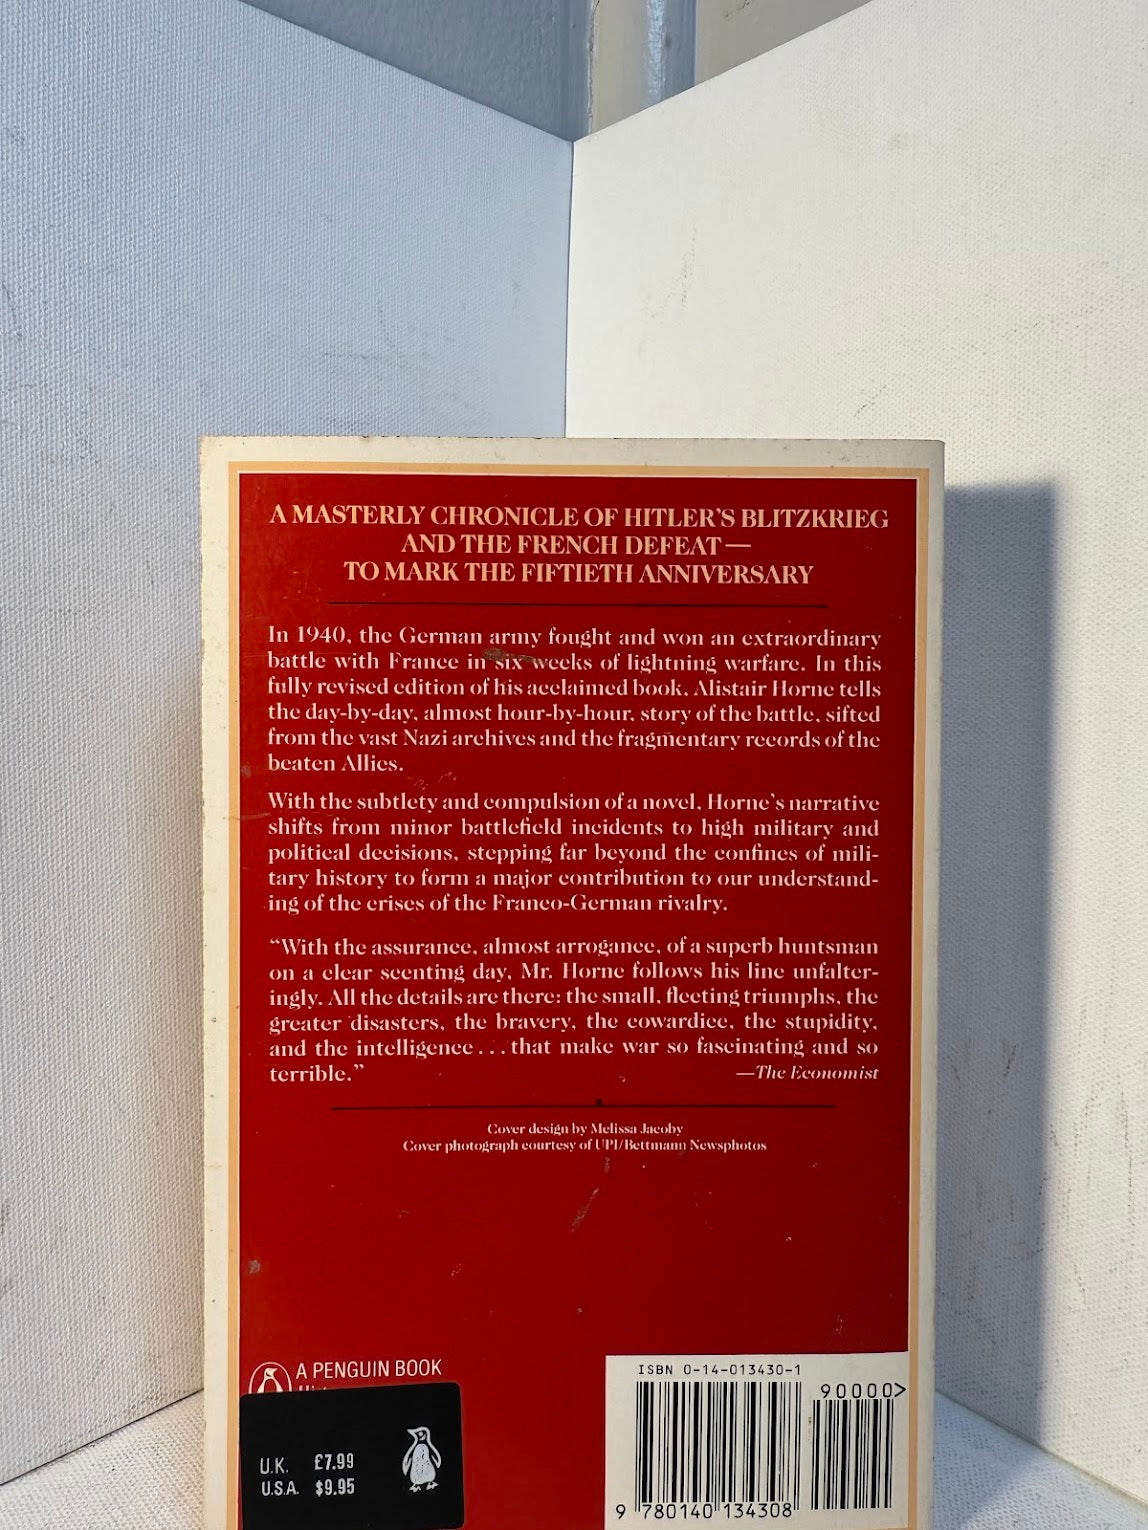 A MASTERLY CHRONICLE OF HITLER'S BLITZKRIEG
AND THE FRENCH DEFEAT—
TO MARK THE FIFTIETH ANNIVERSARY
In 1940, the German army fought and won an extraordinary
battle with France in six weeks of lightning warfare. In this
fully revised edition of his acclaimed book, Alistair Horne tells
the day-by-day, almost hour-by-hour, story of the battle, sifted
from the vast Nazi archives and the fragmentary records of the
beaten Allies.
With the subtlety and compulsion of a novel, Horne's narrative
shifts from minor battlefield incidents to high military and
political decisions, stepping far beyond the confines of mili-
tary history to form a major contribution to our understand-
ing of the crises of the Franco-German rivalry.
“With the assurance, almost arrogance, of a superb huntsman
on a clear scenting day, Mr. Horne follows his line unfalter-
ingly. All the details are there: the small, fleeting triumphs, the
greater disasters, the bravery, the cowardice, the stupidity,
and the intelligence . . . that make war so fascinating and so
terrible.” —The Economist
Cover design by Melissa Jacoby
Cover photograph courtesy of UPI/Bettmann Newsphotos
A PENGUIN BOOK
U.K. £7.99
U.S.A. $9.95
ISBN 0-14-013430-1
90000>
9 780140 134308